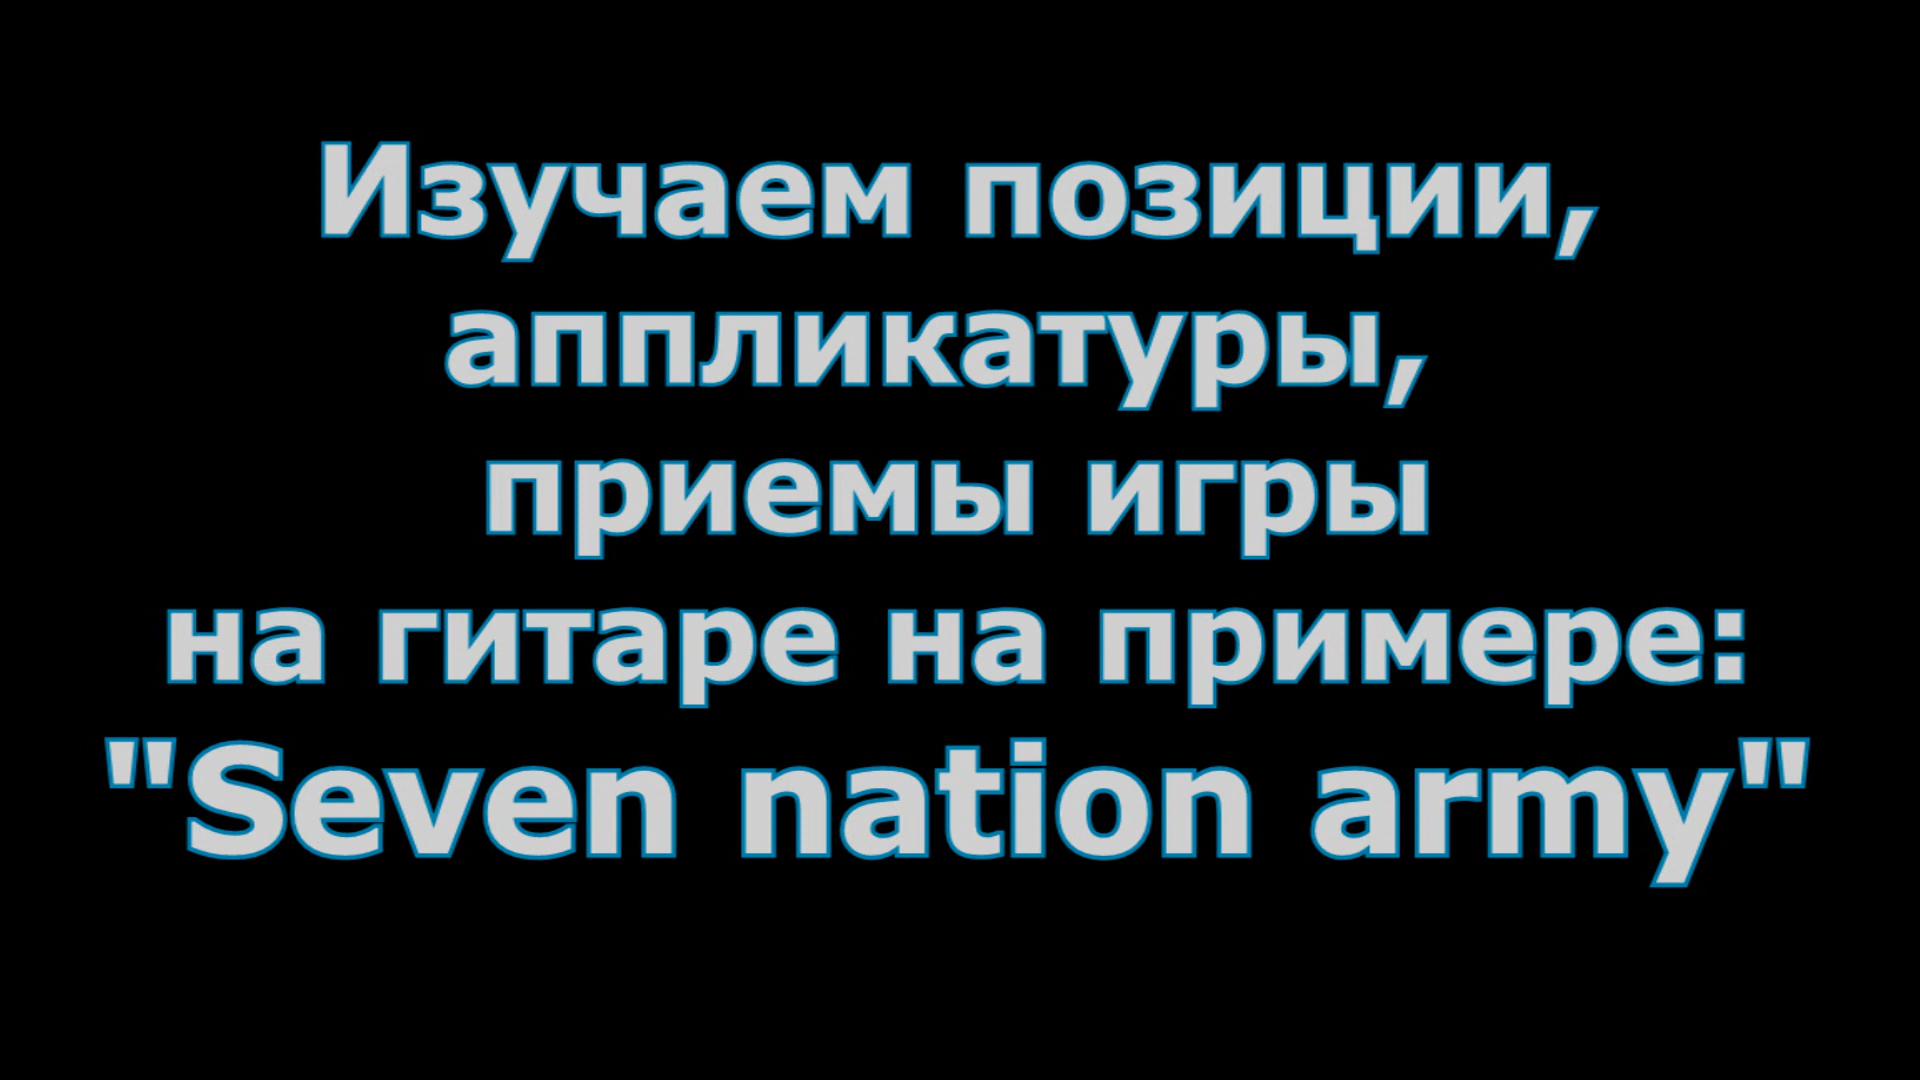 Изучаем позиции,
аппликатуры,
приемы игры
на гитаре на примере:
"Seven nation army"